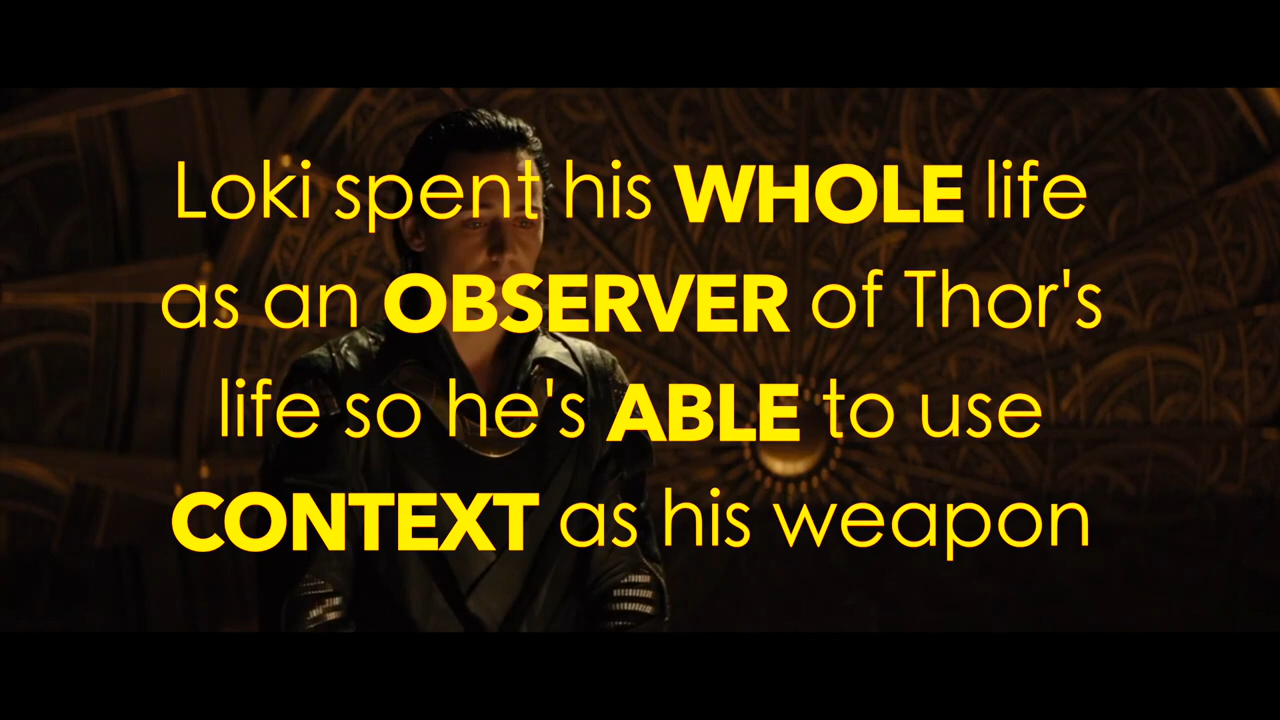 Loki spent his WHOLE life
as an OBSERVER of Thor's
life so he's ABLE to use
CONTEXT as his weapon